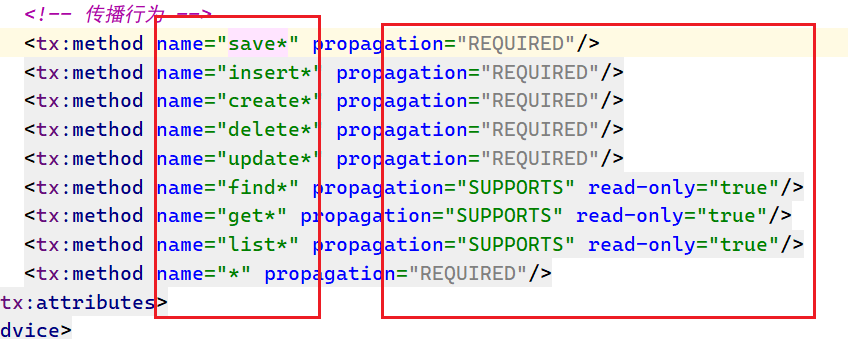 <!-- 传播行为 -->
<tx:method name="save*" propagation="REQUIRED"/>
<tx:method name="insert*" propagation="REQUIRED"/>
<tx:method name="create*" propagation="REQUIRED"/>
<tx:method name="delete*" propagation="REQUIRED"/>
<tx:method name="update*" propagation="REQUIRED"/>
<tx:method name="find*" propagation="SUPPORTS" read-only="true"/>
<tx:method name="get*" propagation="SUPPORTS" read-only="true"/>
<tx:method name="list*" propagation="SUPPORTS" read-only="true"/>
<tx:method name="*" propagation="REQUIRED"/>
tx:attributes>
dvice>